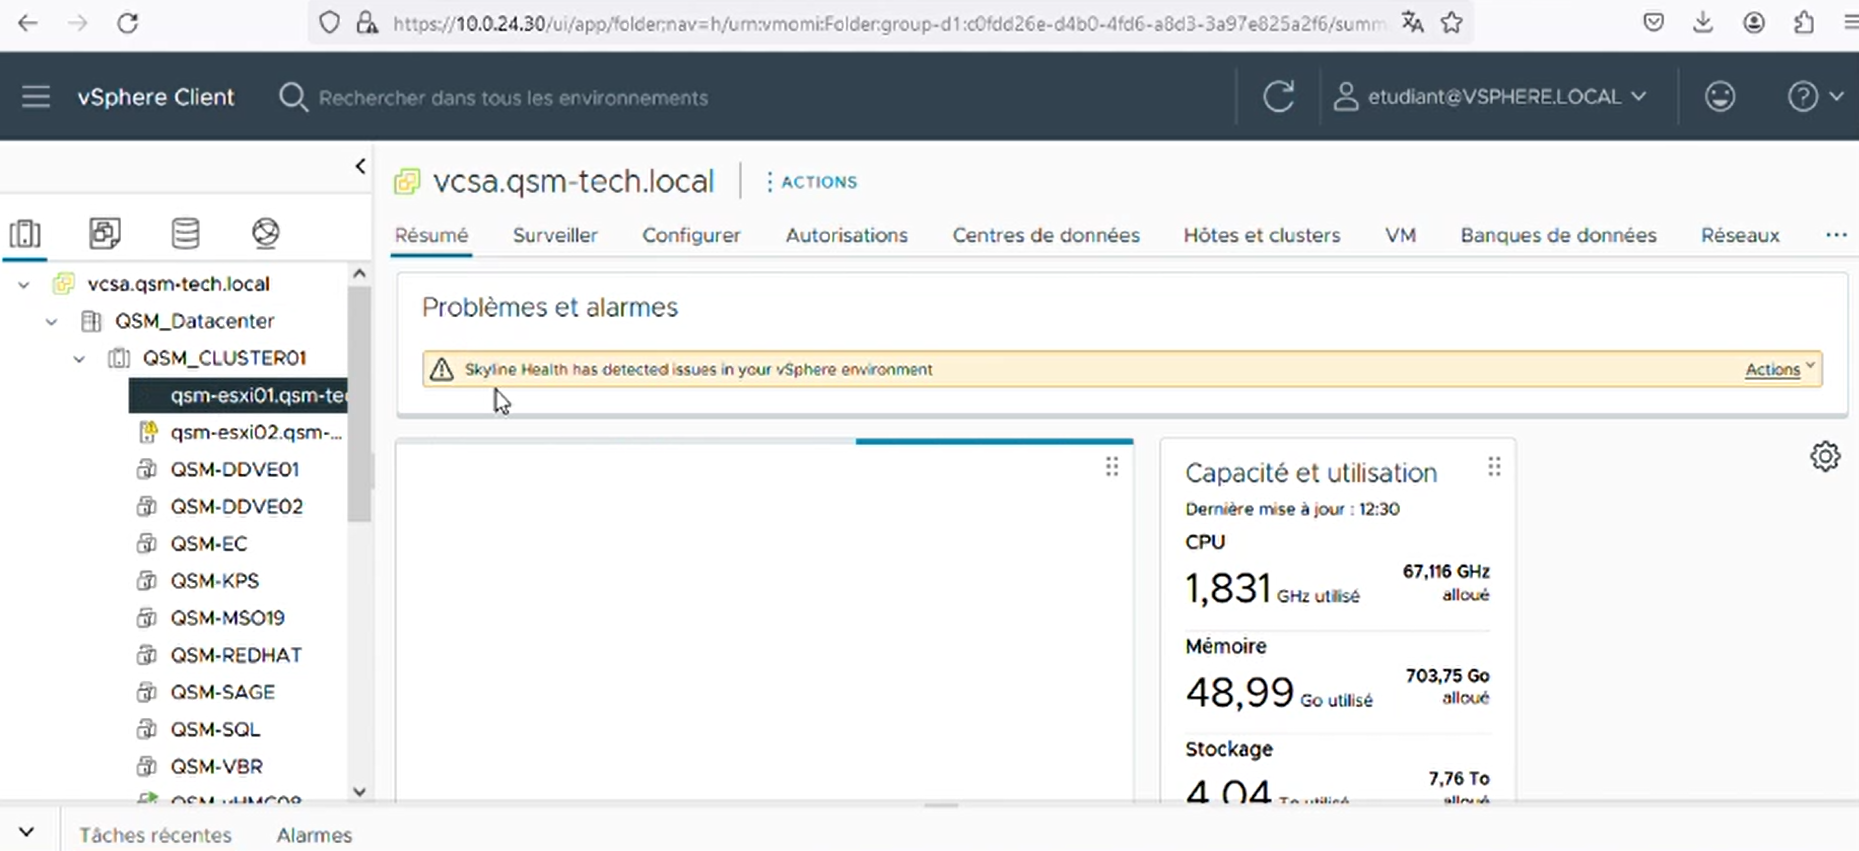 https://10.0.24.30/ui/app/folder;nav=h/urn:vmomi:Folder:group-d1:c0fdd26e-d4b0-4fd6-a8d3-3a97e825a2f6/summ
vSphere Client
Rechercher dans tous les environnements
etudiant@VSPHERE.LOCAL
vcsa.qsm-tech.local
ACTIONS
Résumé
Surveiller
Configurer
Autorisations
Centres de données
Hôtes et clusters
VM
Banques de données
Réseaux
vcsa.qsm-tech.local
QSM_Datacenter
QSM_CLUSTER01
qsm-esxi01.qsm-te
qsm-esxi02.qsm-...
QSM-DDVE01
QSM-DDVE02
QSM-EC
QSM-KPS
QSM-MSO19
QSM-REDHAT
QSM-SAGE
QSM-SQL
QSM-VBR
Problèmes et alarmes
Skyline Health has detected issues in your vSphere environment
Actions
Capacité et utilisation
Dernière mise à jour : 12:30
CPU
1,831 GHz utilisé
67,116 GHz
alloué
Mémoire
48,99 Go utilisé
703,75 Go
alloué
Stockage
4,04 To utilisé
7,76 To
alloué
Tâches récentes
Alarmes